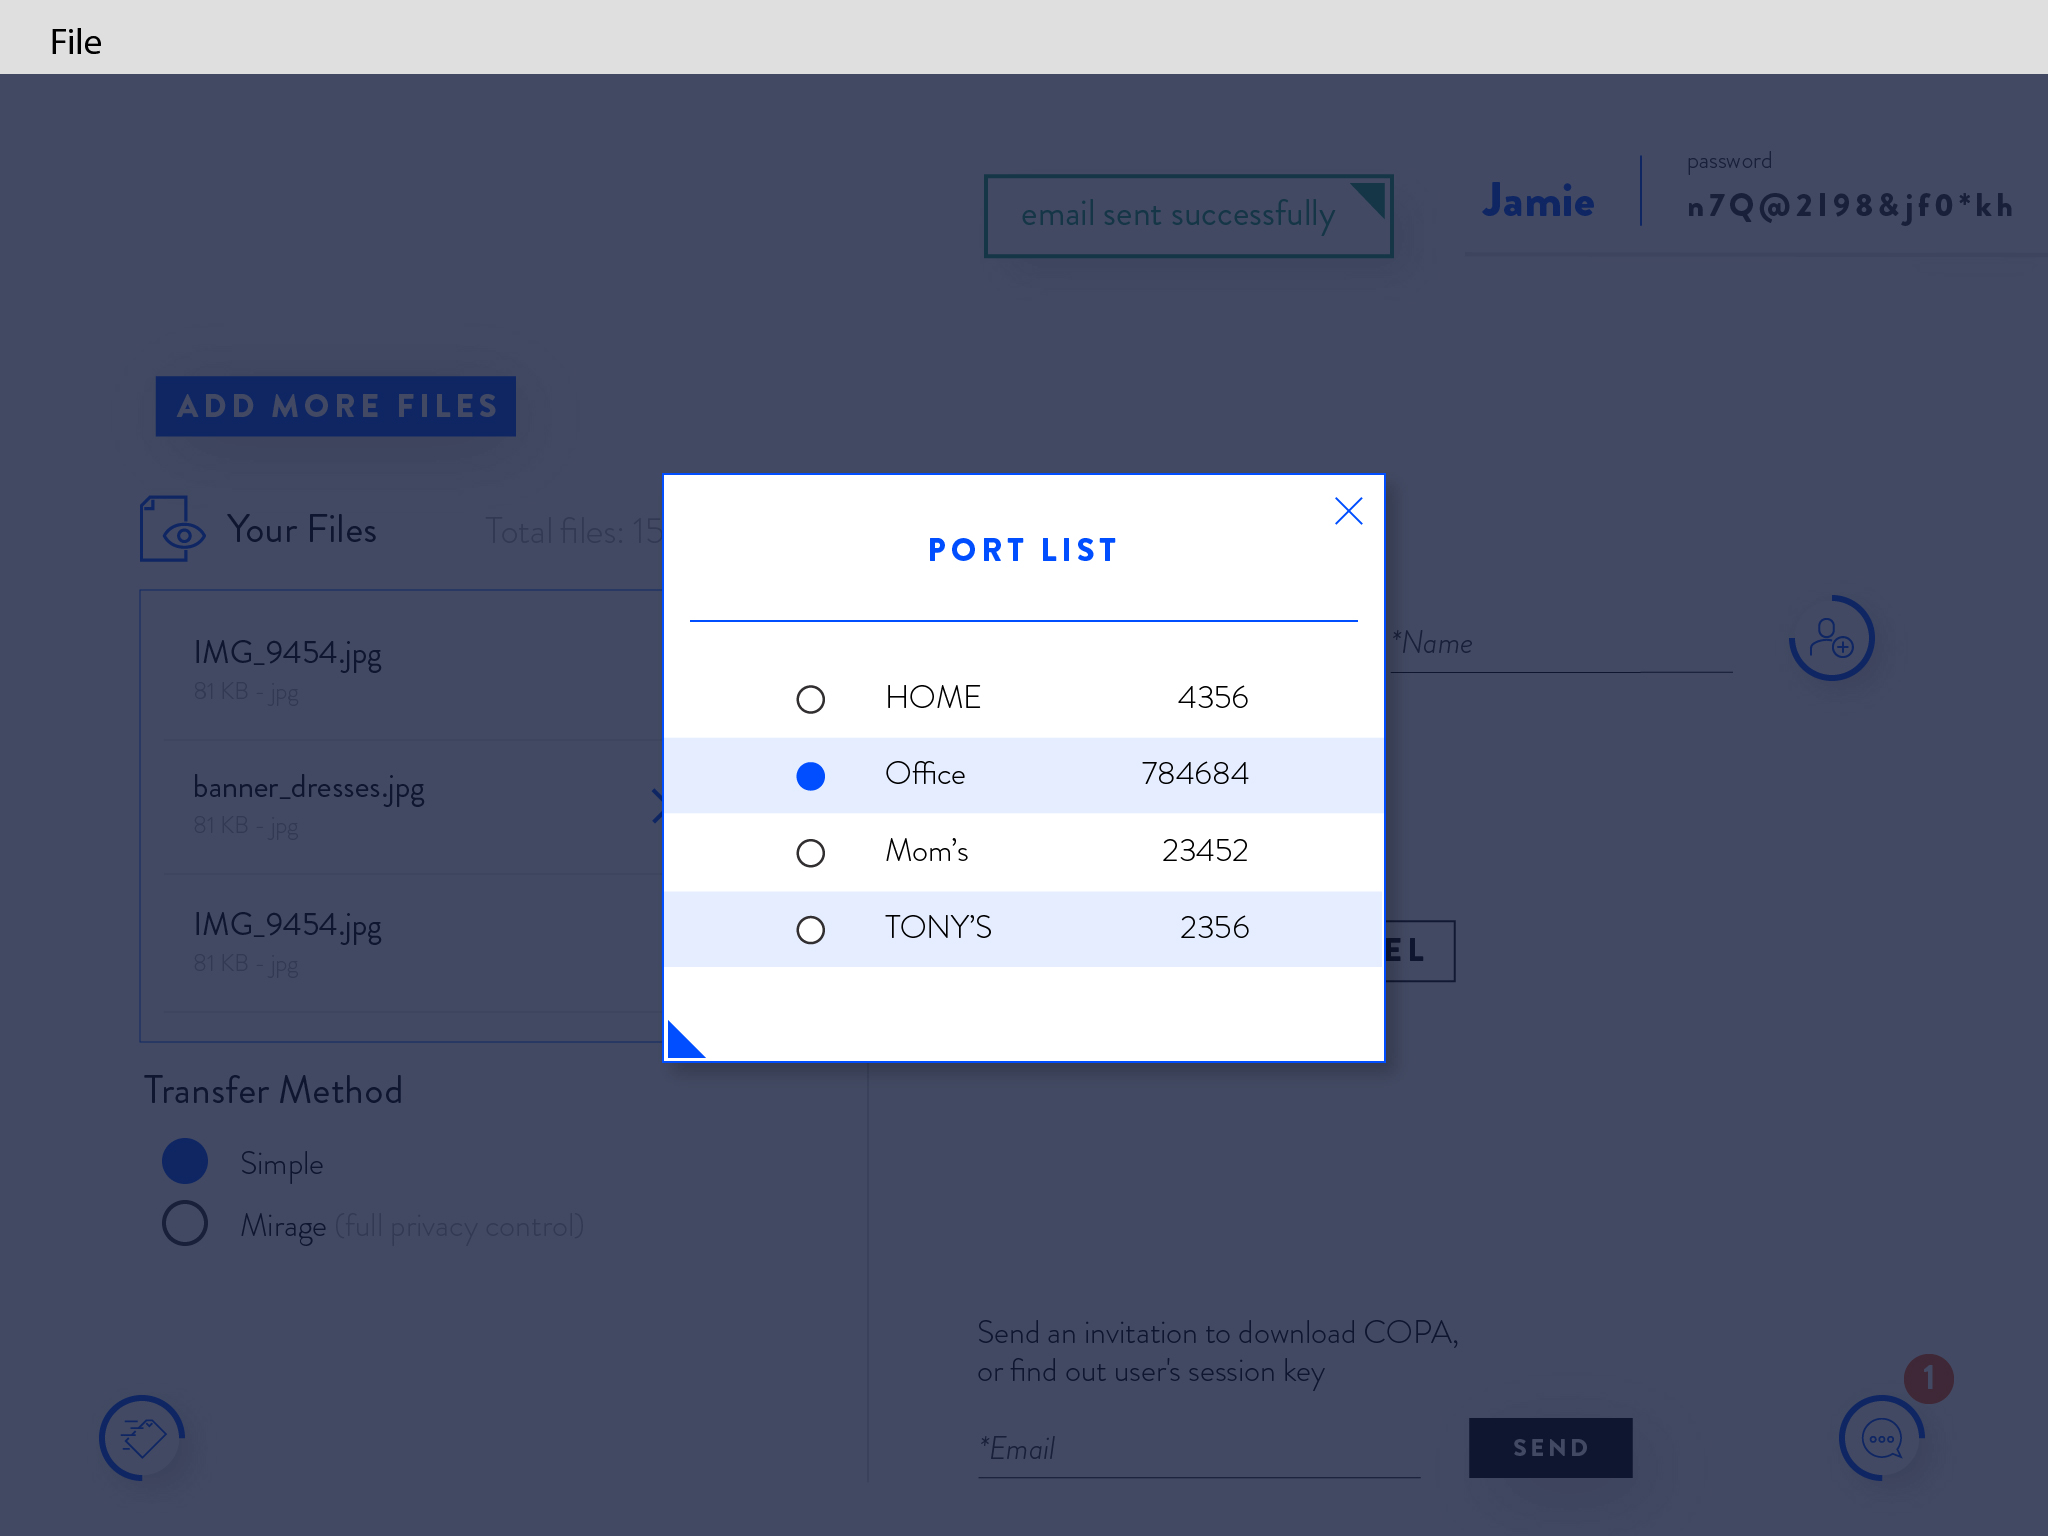 File
password
email sent successfully
Jamie
n7Q@2l98&jf0*kh
ADD MORE FILES
Your Files
Total files: 15
PORT LIST
IMG_9454.jpg
81 KB - jpg
*Name
HOME 4356
banner_dresses.jpg
81 KB - jpg
Office 784684
Mom's 23452
IMG_9454.jpg
81 KB - jpg
TONY'S 2356
EL
Transfer Method
Simple
Mirage (full privacy control)
Send an invitation to download COPA,
or find out user's session key
1
*Email
SEND